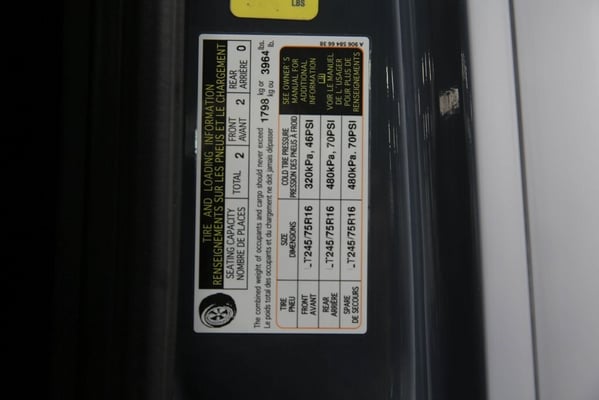 LBS
A 906 584 66 38
TIRE AND LOADING INFORMATION
RENSEIGNEMENTS SUR LES PNEUS ET LE CHARGEMENT
SEATING CAPACITY
NOMBRE DE PLACES
TOTAL 2
FRONT
AVANT
2
REAR
ARRIÈRE
0
The combined weight of occupants and cargo should never exceed 1798 kg or 3964 lbs.
Le poids total des occupants et du chargement ne doit jamais dépasser kg ou lb.
TIRE
PNEU
SIZE
DIMENSIONS
COLD TIRE PRESSURE
PRESSION DES PNEUS À FROID
FRONT
AVANT
LT245/75R16
320kPa, 46PSI
REAR
ARRIÈRE
LT245/75R16
480kPa, 70PSI
SPARE
DE SECOURS
LT245/75R16
480kPa, 70PSI
SEE OWNER'S
MANUAL FOR
ADDITIONAL
INFORMATION
VOIR LE MANUEL
DE L'USAGER
POUR PLUS DE
RENSEIGNEMENTS